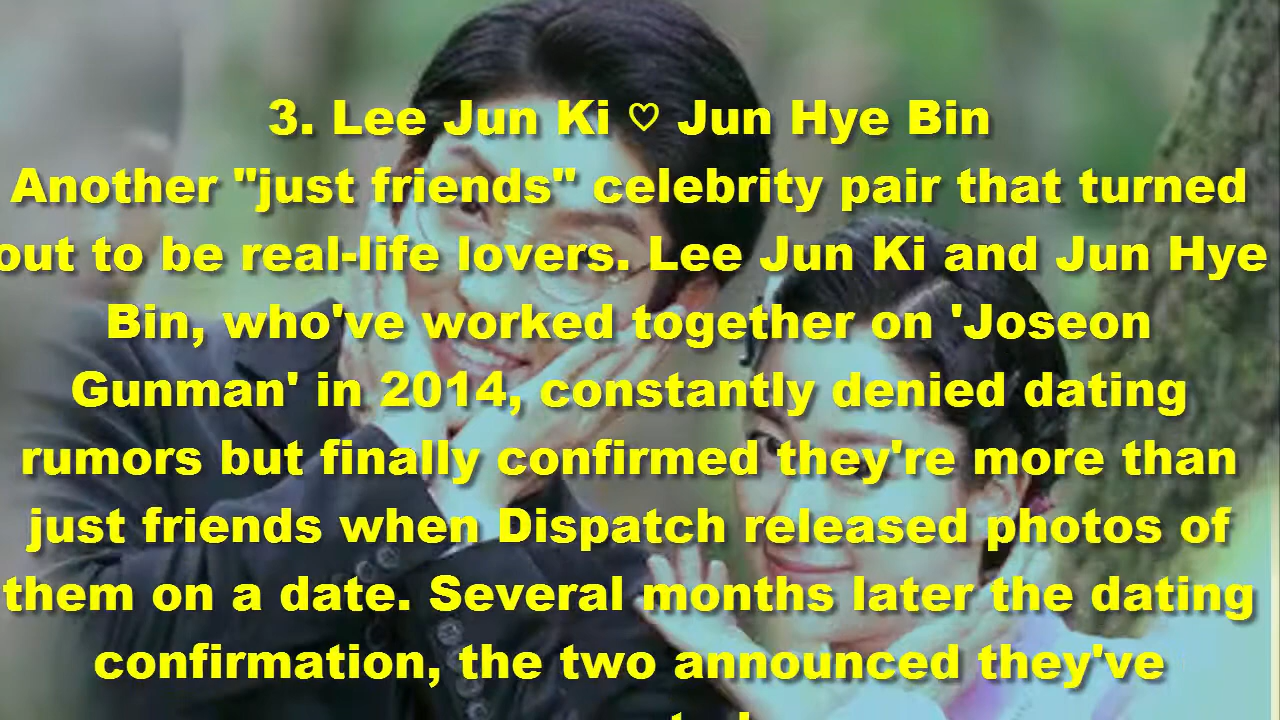 3. Lee Jun Ki ♡ Jun Hye Bin
Another "just friends" celebrity pair that turned
out to be real-life lovers. Lee Jun Ki and Jun Hye
Bin, who've worked together on 'Joseon
Gunman' in 2014, constantly denied dating
rumors but finally confirmed they're more than
just friends when Dispatch released photos of
them on a date. Several months later the dating
confirmation, the two announced they've